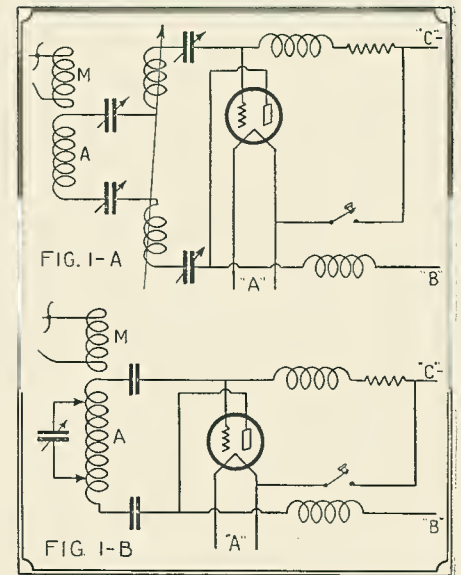 "C"-
M
A
FIG. 1-A
"A"
"B"
M
"C"-
A
"B"
FIG. 1-B
"A"